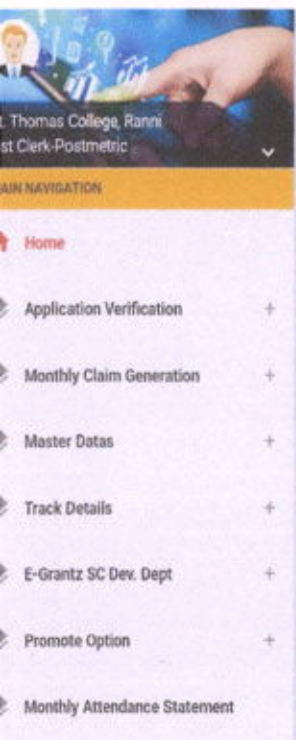 t. Thomas College, Ranni
st Clerk-Postmetric
AIN NAVIGATION
Home
Application Verification +
Monthly Claim Generation +
Master Datas +
Track Details +
E-Grantz SC Dev. Dept +
Promote Option +
Monthly Attendance Statement